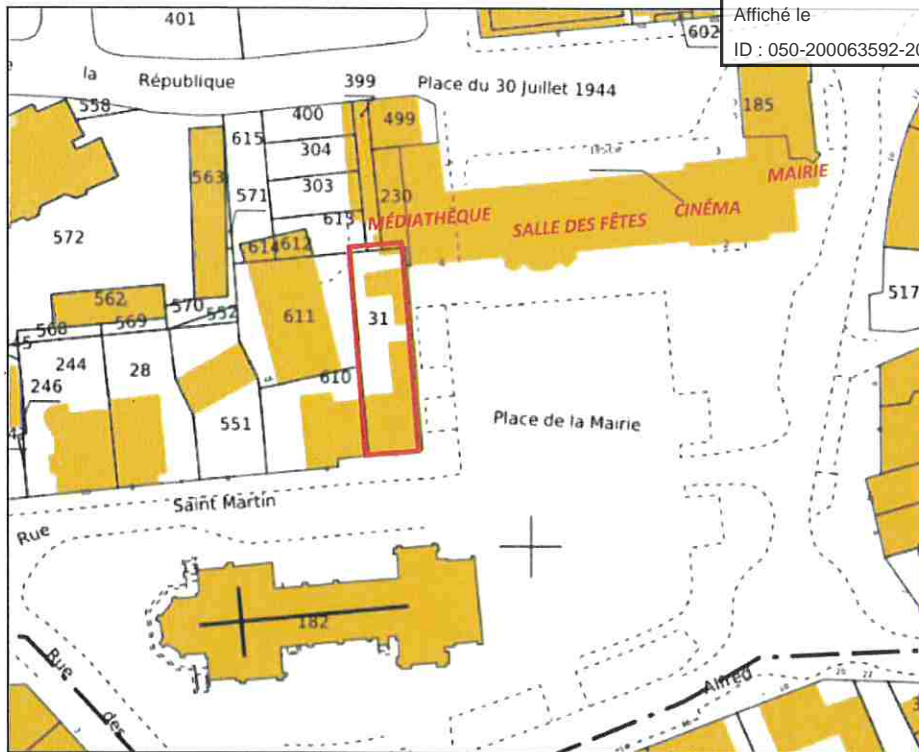 401
Affiché le
602
ID : 050-200063592-20
la
République
399
Place du 30 Juillet 1944
558
615
400
499
185
304
563
571
303
230
MAIRIE
613
MÉDIATHÈQUE
SALLE DES FÊTES
CINÉMA
572
614
612
562
570
552
611
31
517
568
569
244
28
246
610
551
Place de la Mairie
Saint Martin
Rue
182
Rue
des
Alfred